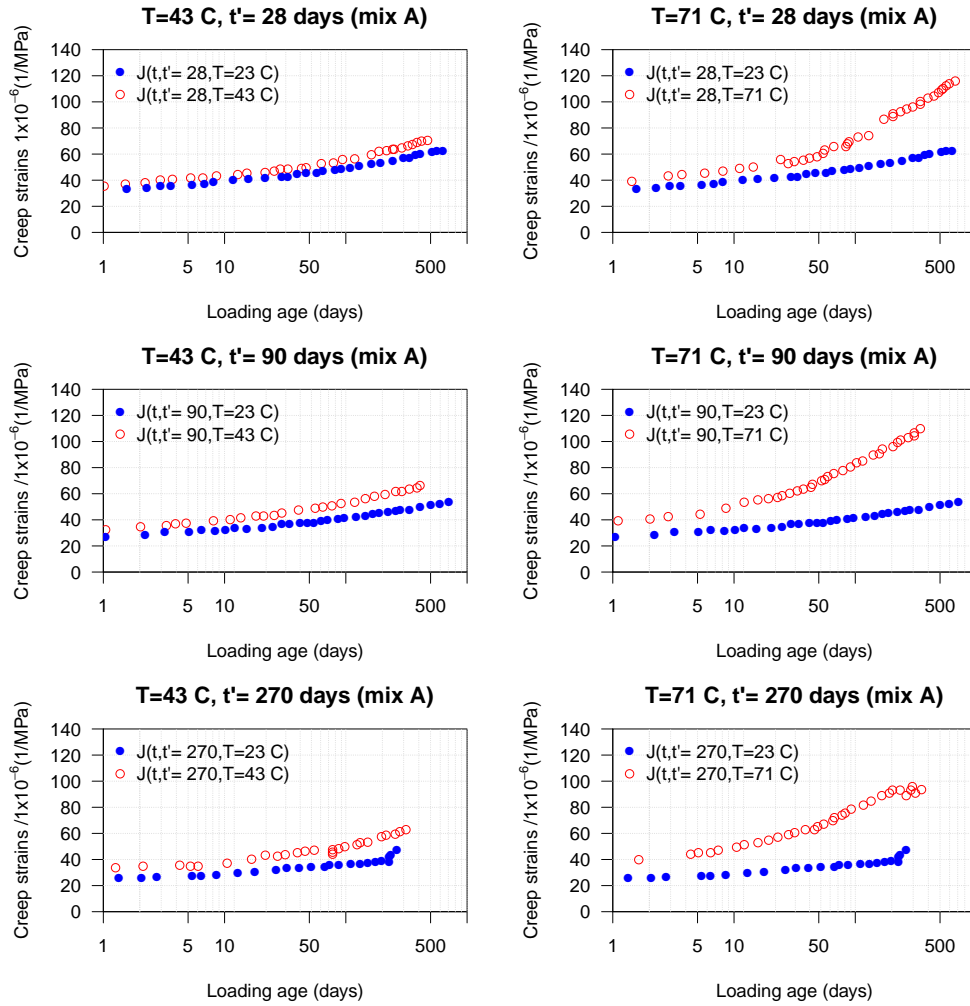 T=43 C, t'= 28 days (mix A)
Creep strains 1x10⁻⁶(1/MPa)
140
120
100
80
60
40
20
0
J(t,t'= 28,T=23 C)
J(t,t'= 28,T=43 C)
1 5 10 50 500
Loading age (days)
T=71 C, t'= 28 days (mix A)
Creep strains /1x10⁻⁶(1/MPa)
140
120
100
80
60
40
20
0
J(t,t'= 28,T=23 C)
J(t,t'= 28,T=71 C)
1 5 10 50 500
Loading age (days)
T=43 C, t'= 90 days (mix A)
Creep strains /1x10⁻⁶(1/MPa)
140
120
100
80
60
40
20
0
J(t,t'= 90,T=23 C)
J(t,t'= 90,T=43 C)
1 5 10 50 500
Loading age (days)
T=71 C, t'= 90 days (mix A)
Creep strains /1x10⁻⁶(1/MPa)
140
120
100
80
60
40
20
0
J(t,t'= 90,T=23 C)
J(t,t'= 90,T=71 C)
1 5 10 50 500
Loading age (days)
T=43 C, t'= 270 days (mix A)
Creep strains /1x10⁻⁶(1/MPa)
140
120
100
80
60
40
20
0
J(t,t'= 270,T=23 C)
J(t,t'= 270,T=43 C)
1 5 10 50 500
Loading age (days)
T=71 C, t'= 270 days (mix A)
Creep strains /1x10⁻⁶(1/MPa)
140
120
100
80
60
40
20
0
J(t,t'= 270,T=23 C)
J(t,t'= 270,T=71 C)
1 5 10 50 500
Loading age (days)